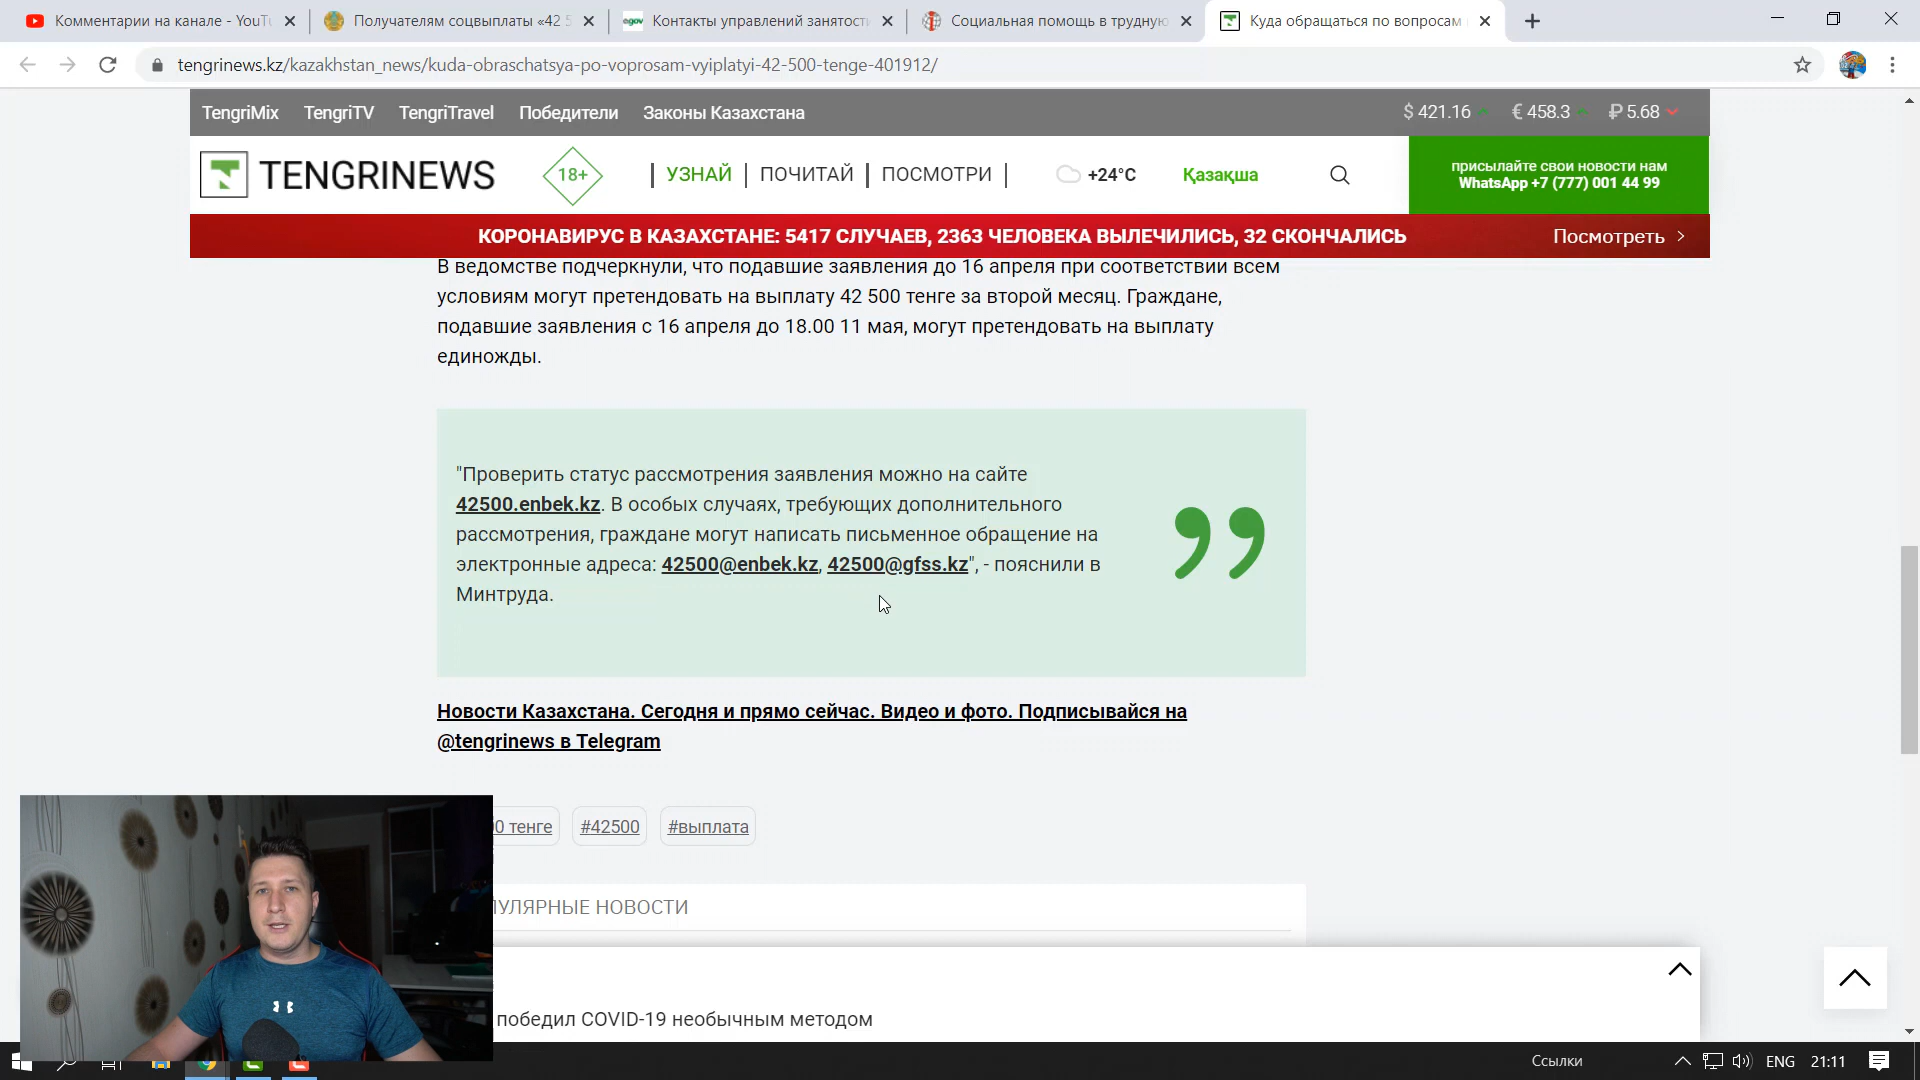 Комментарии на канале - YouTu
Получателям соцвыплаты «42 5
egov
Контакты управлений занятости
Социальная помощь в трудную
Куда обращаться по вопросам
tengrinews.kz/kazakhstan_news/kuda-obraschatsya-po-voprosam-vyiplatyi-42-500-tenge-401912/
TengriMix TengriTV TengriTravel Победители Законы Казахстана
$ 421.16 € 458.3 ₽ 5.68
TENGRINEWS
18+
УЗНАЙ ПОЧИТАЙ ПОСМОТРИ
+24°C
Қазақша
присылайте свои новости нам
WhatsApp +7 (777) 001 44 99
КОРОНАВИРУС В КАЗАХСТАНЕ: 5417 СЛУЧАЕВ, 2363 ЧЕЛОВЕКА ВЫЛЕЧИЛИСЬ, 32 СКОНЧАЛИСЬ
Посмотреть
В ведомстве подчеркнули, что подавшие заявления до 16 апреля при соответствии всем
условиям могут претендовать на выплату 42 500 тенге за второй месяц. Граждане,
подавшие заявления с 16 апреля до 18.00 11 мая, могут претендовать на выплату
единожды.
"Проверить статус рассмотрения заявления можно на сайте
42500.enbek.kz. В особых случаях, требующих дополнительного
рассмотрения, граждане могут написать письменное обращение на
электронные адреса: 42500@enbek.kz, 42500@gfss.kz", - пояснили в
Минтруда.
Новости Казахстана. Сегодня и прямо сейчас. Видео и фото. Подписывайся на
@tengrinews в Telegram
0 тенге
#42500
#выплата
УЛЯРНЫЕ НОВОСТИ
победил COVID-19 необычным методом
Ссылки
ENG
21:11